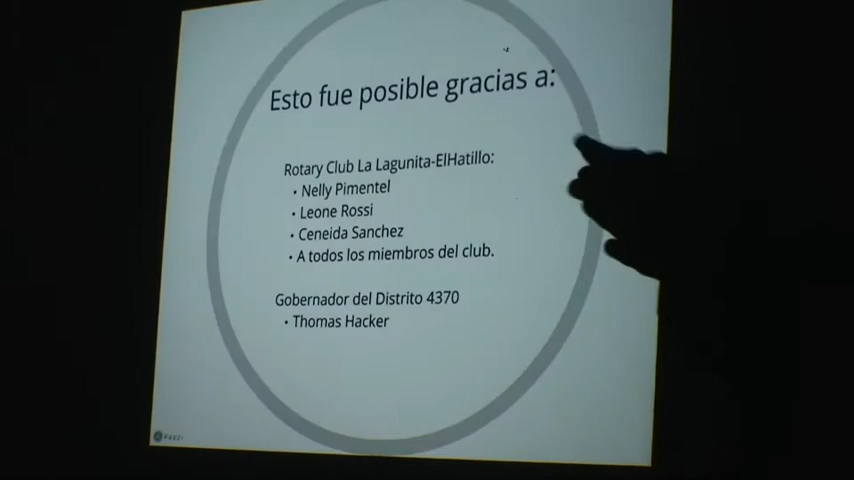 Esto fue posible gracias a:
Rotary Club La Lagunita-ElHatillo:
• Nelly Pimentel
• Leone Rossi
• Ceneida Sanchez
• A todos los miembros del club.
Gobernador del Distrito 4370
• Thomas Hacker